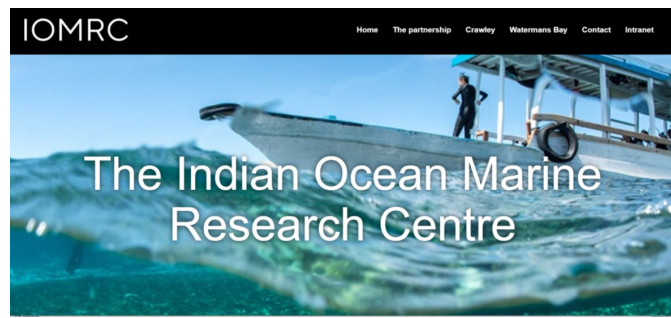 IOMRC
Home The partnership Crawley Watermans Bay Contact Intranet
The Indian Ocean Marine
Research Centre